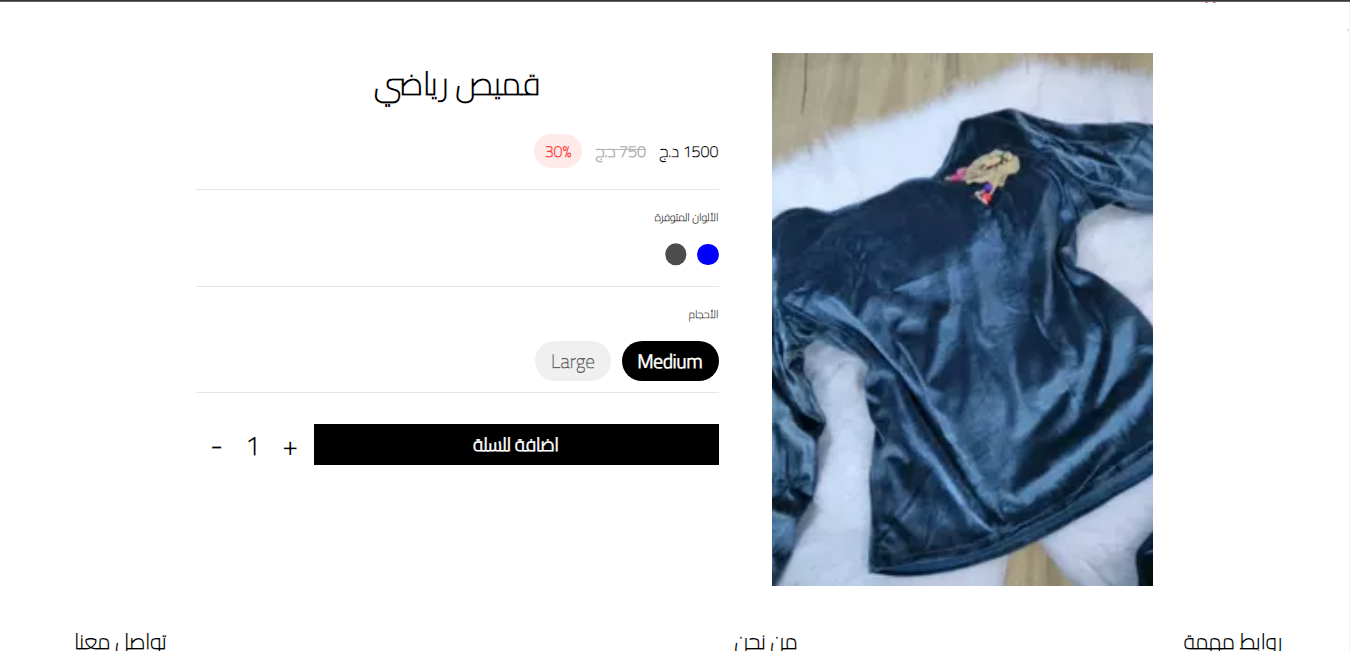 قميص رياضي
1500 د.ج 750 د.ج 30%
الألوان المتوفرة
الأحجام
Medium Large
اضافة للسلة + 1 -
روابط مهمة من نحن تواصل معنا